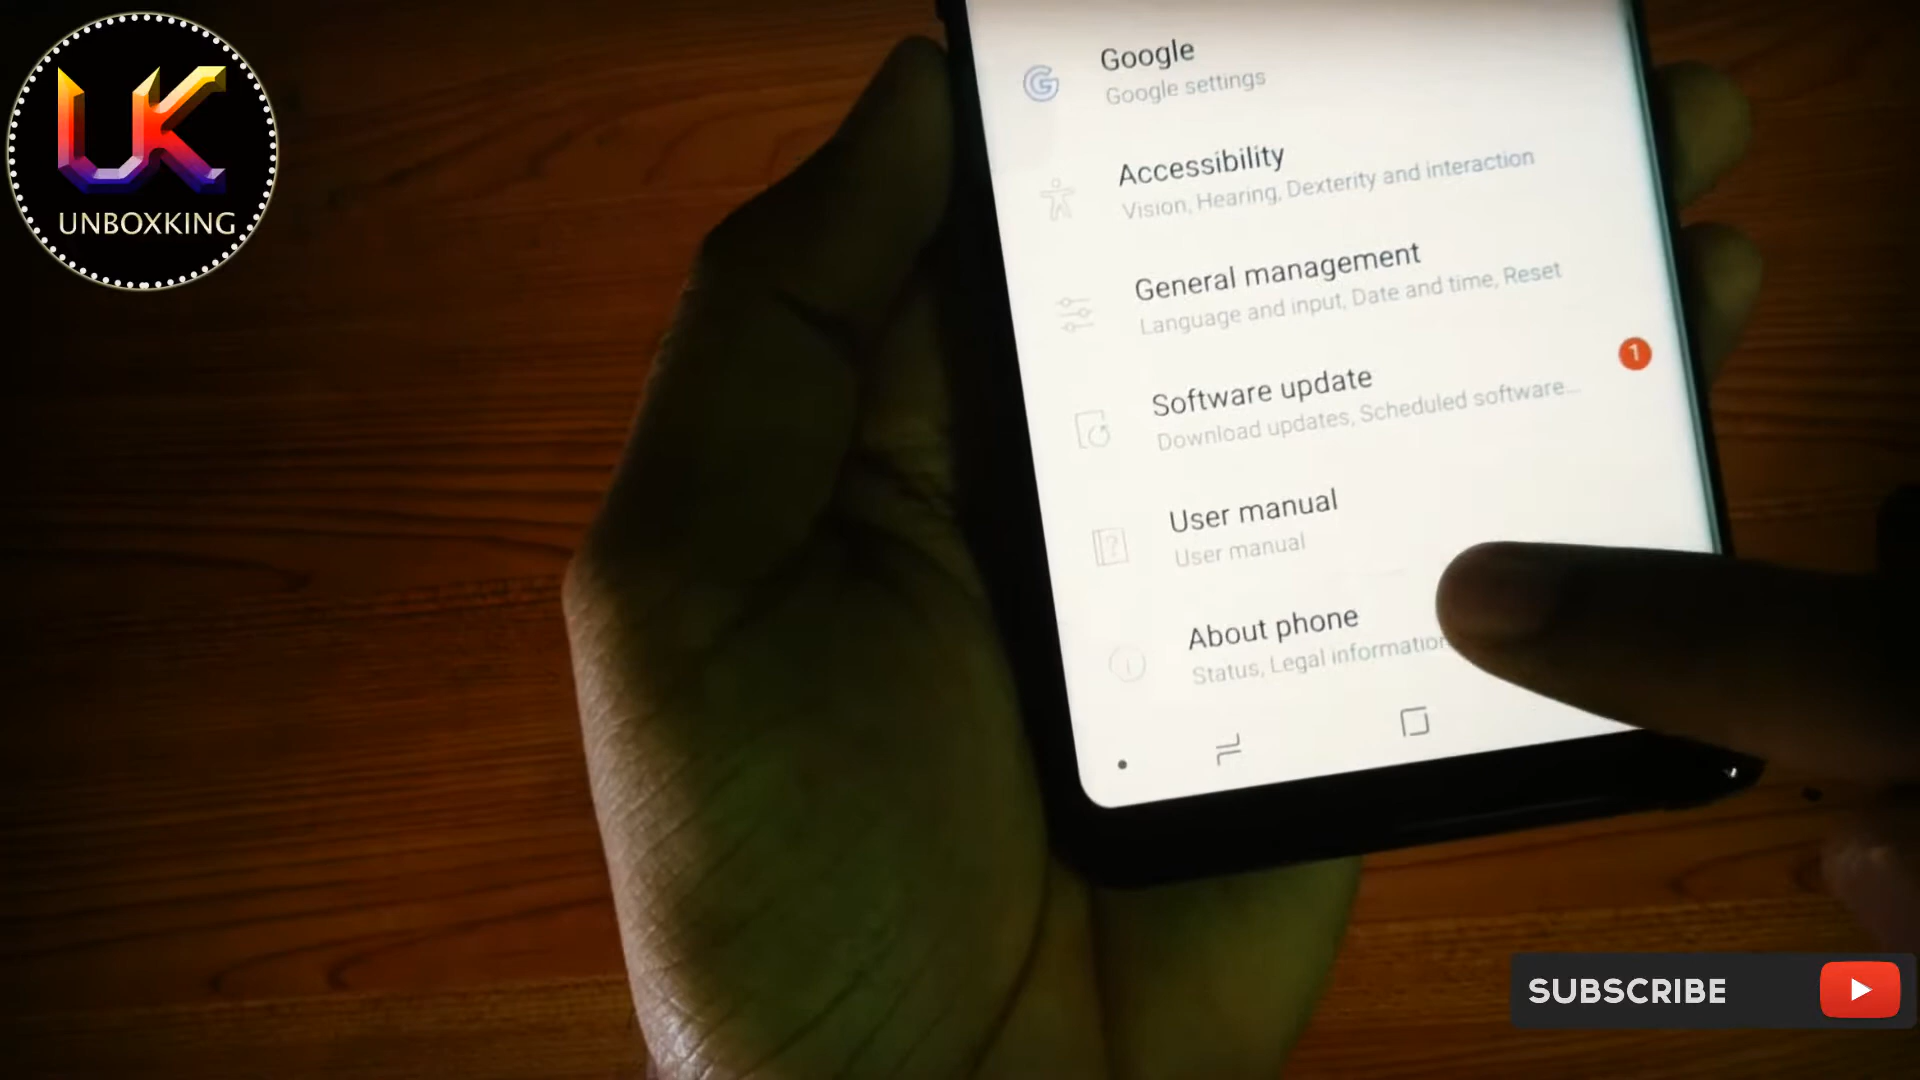 UK
UNBOXKING
Google
Google settings
Accessibility
Vision, Hearing, Dexterity and interaction
General management
Language and input, Date and time, Reset
1
Software update
Download updates, Scheduled software...
User manual
User manual
About phone
Status, Legal information
SUBSCRIBE